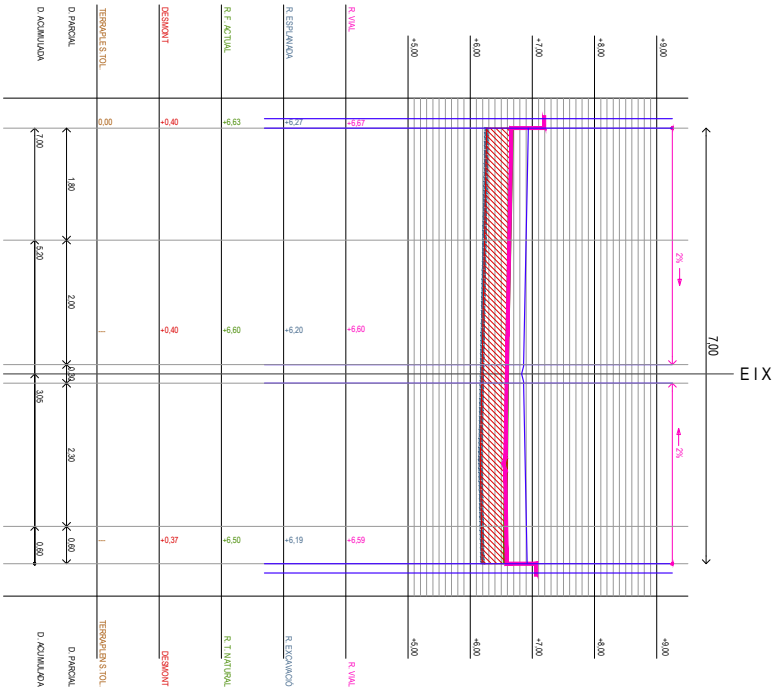 D. ACUMULADA
D. PARCIAL
TERRAPLE S.TOL.
DESMONT
R. F. ACTUAL
R. ESPLANADA
R. VIAL
+5,00
+6,00
+7,00
+8,00
+9,00
0,00
+0,40
+6,63
+6,27
+6,67
7,00
1,80
5,20
2,00
—
+0,40
+6,60
+6,20
+6,60
2%
7,00
EIX
3,05
2,30
2%
0,60
0,60
—
+0,37
+6,50
+6,19
+6,59
D. ACUMULADA
D. PARCIAL
TERRAPLEN S. TOL.
DESMONT
R. T. NATURAL
R. EXCAVACIÓ
R. VIAL
+5,00
+6,00
+7,00
+8,00
+9,00